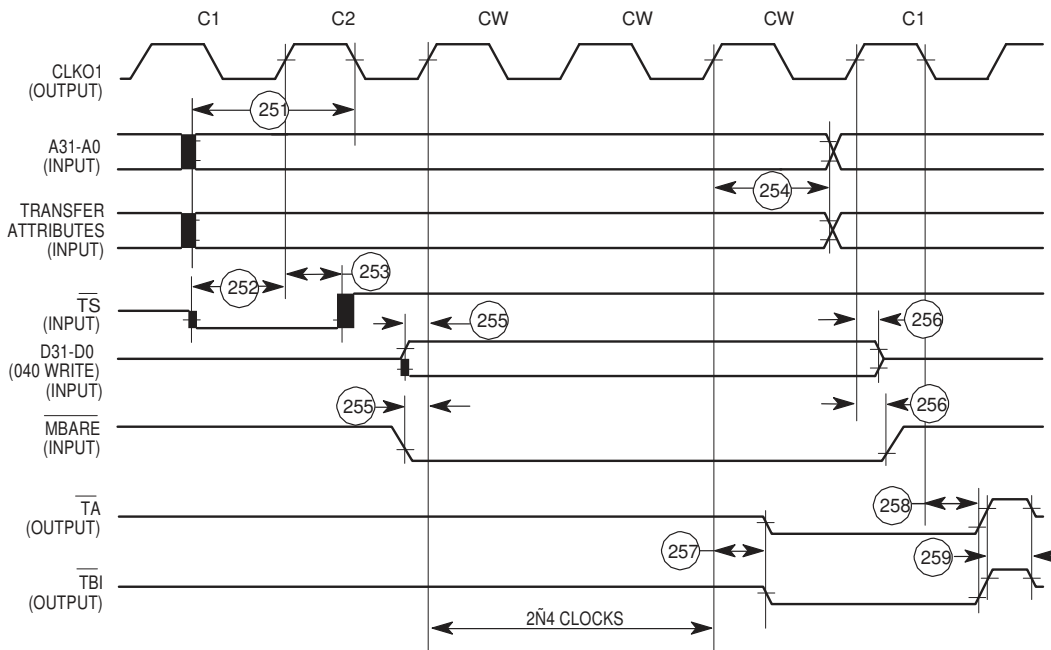 C1 C2 CW CW CW C1
CLKO1
(OUTPUT)
251
A31-A0
(INPUT)
254
TRANSFER
ATTRIBUTES
(INPUT)
252
253
TS
(INPUT)
255
256
D31-D0
(040 WRITE)
(INPUT)
255
256
MBARE
(INPUT)
TA
(OUTPUT)
258
257
259
TBI
(OUTPUT)
2Ñ4 CLOCKS